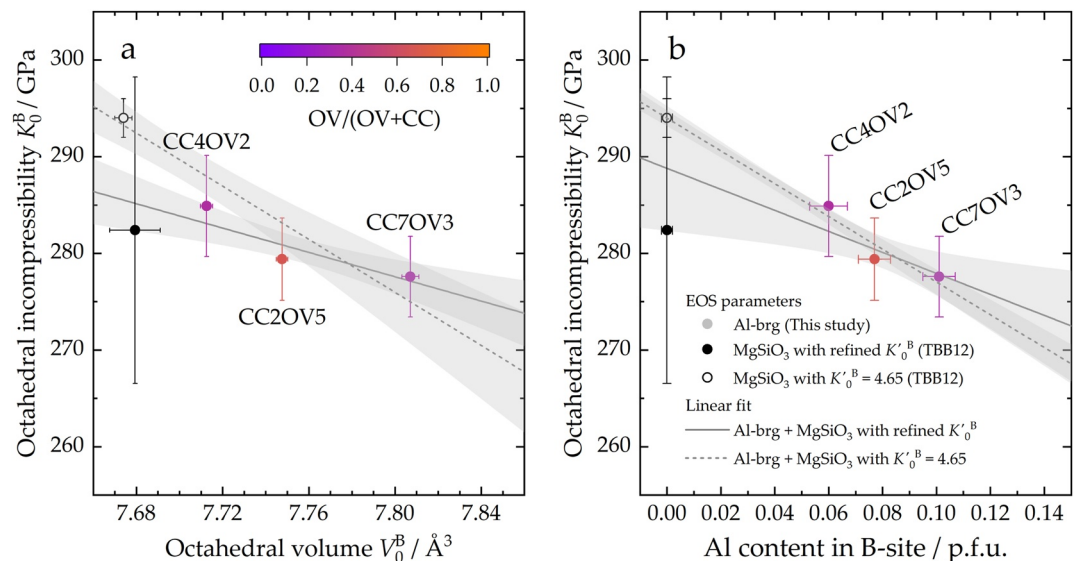 a
300
290
280
270
260
Octahedral incompressibility K₀ᴮ / GPa
0.0 0.2 0.4 0.6 0.8 1.0
OV/(OV+CC)
CC4OV2
CC2OV5
CC7OV3
7.68 7.72 7.76 7.80 7.84
Octahedral volume V₀ᴮ / Å³
b
300
290
280
270
260
Octahedral incompressibility K₀ᴮ / GPa
CC4OV2
CC2OV5
CC7OV3
EOS parameters
Al-brg (This study)
MgSiO₃ with refined K′₀ᴮ (TBB12)
MgSiO₃ with K′₀ᴮ = 4.65 (TBB12)
Linear fit
Al-brg + MgSiO₃ with refined K′₀ᴮ
Al-brg + MgSiO₃ with K′₀ᴮ = 4.65
0.00 0.02 0.04 0.06 0.08 0.10 0.12 0.14
Al content in B-site / p.f.u.